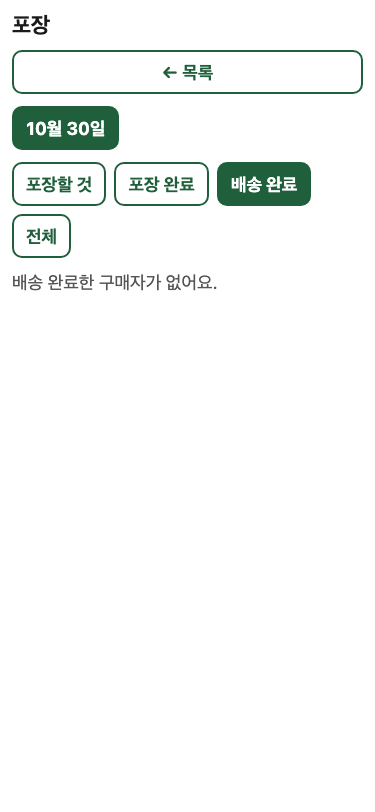 포장
← 목록
10월 30일
포장할 것 포장 완료 배송 완료
전체
배송 완료한 구매자가 없어요.